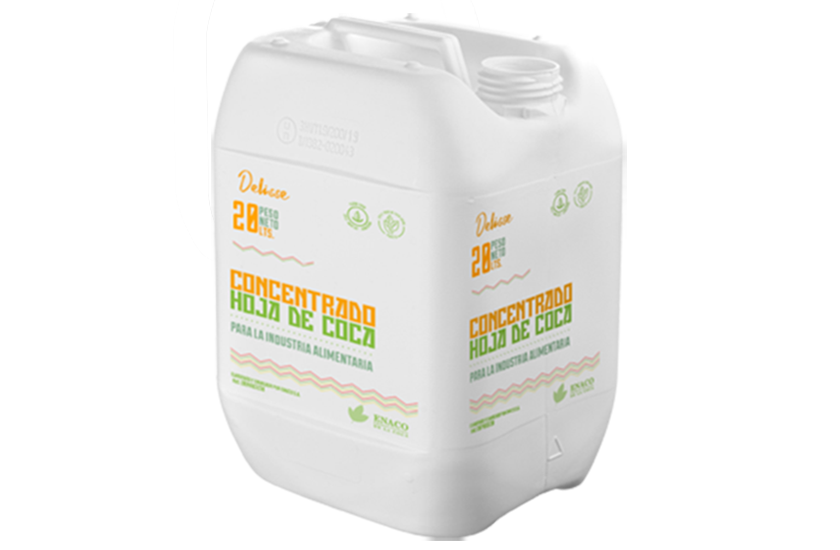 Delisse
20 PESO
NETO
LTS.
CONCENTRADO
HOJA DE COCA
PARA LA INDUSTRIA ALIMENTARIA
ENACO
Delisse
20 PESO
NETO
LTS.
CONCENTRADO
HOJA DE COCA
PARA LA INDUSTRIA ALIMENTARIA
ENACO